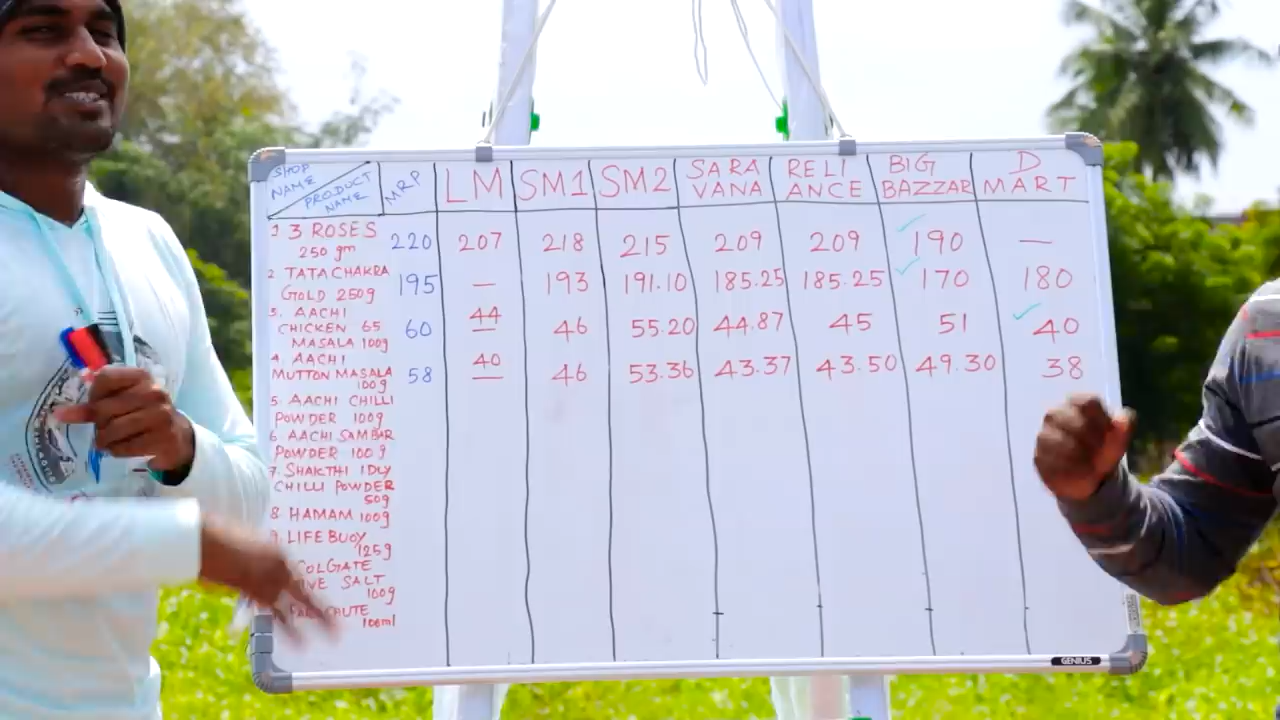 SHOP NAME PRODUCT NAME MRP LM SM1 SM2 SARA VANA RELI ANCE BIG BAZZAR D MART
1 3 ROSES 250 gm 220 207 218 215 209 209 190 —
2 TATA CHAKRA GOLD 250g 195 — 193 191.10 185.25 185.25 170 180
3. AACHI CHICKEN 65 MASALA 100g 60 44 46 55.20 44.87 45 51 40
4. AACHI MUTTON MASALA 100g 58 40 46 53.36 43.37 43.50 49.30 38
5. AACHI CHILLI
POWDER 100g
6 AACHI SAMBAR
POWDER 100g
7. SHAKTHI IDLY
CHILLI POWDER
50g
8. HAMAM 100g
9. LIFEBUOY
125g
COLGATE
SALT
100g
100ml
GENIUS